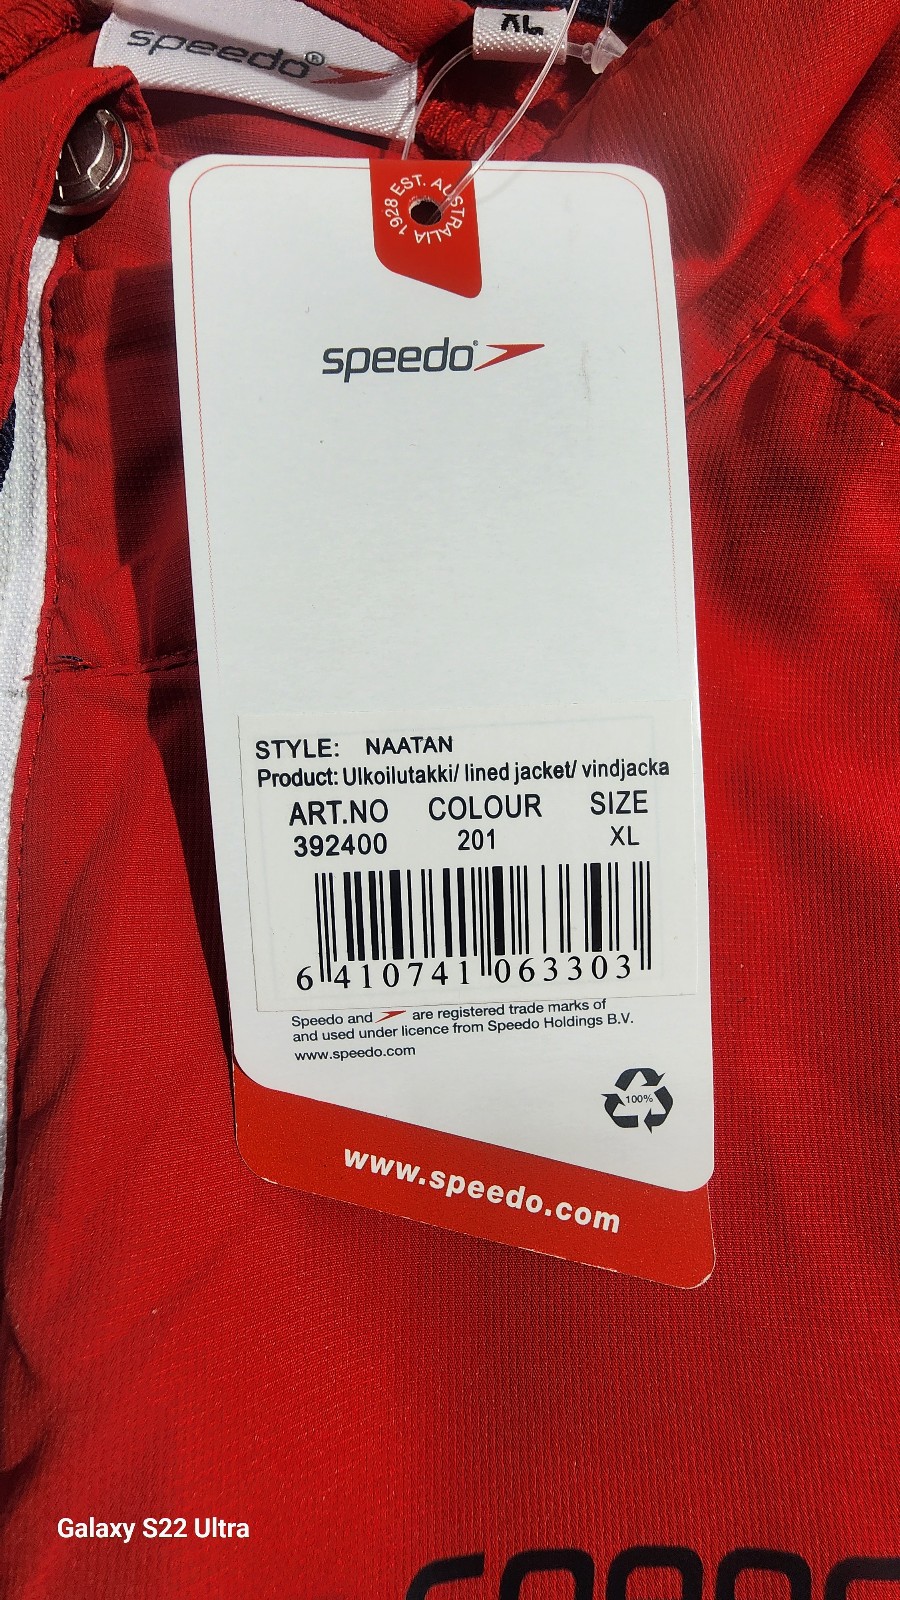 speedo®
XL
1928 EST. AUSTRALIA
speedo®
STYLE: NAATAN
Product: Ulkoilutakki/ lined jacket/ vindjacka
ART.NO COLOUR SIZE
392400 201 XL
6 410741 063303
Speedo and are registered trade marks of
and used under licence from Speedo Holdings B.V.
www.speedo.com
100%
www.speedo.com
Galaxy S22 Ultra